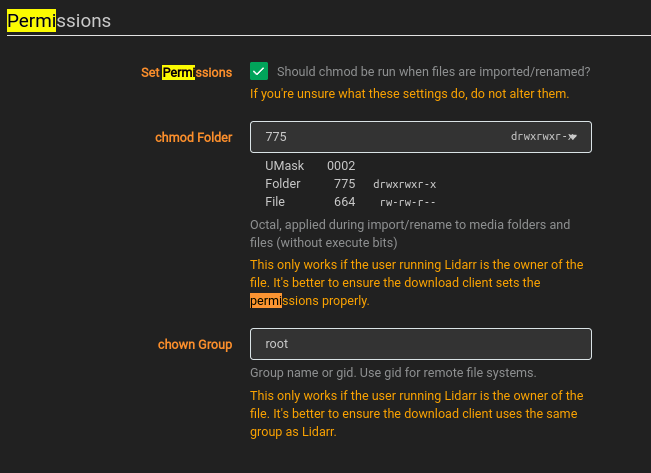 Permissions
Set Permissions
Should chmod be run when files are imported/renamed?
If you're unsure what these settings do, do not alter them.
chmod Folder
775 drwxrwxr-x
UMask 0002
Folder 775 drwxrwxr-x
File 664 rw-rw-r--
Octal, applied during import/rename to media folders and
files (without execute bits)
This only works if the user running Lidarr is the owner of the
file. It's better to ensure the download client sets the
permissions properly.
chown Group
root
Group name or gid. Use gid for remote file systems.
This only works if the user running Lidarr is the owner of the
file. It's better to ensure the download client uses the same
group as Lidarr.